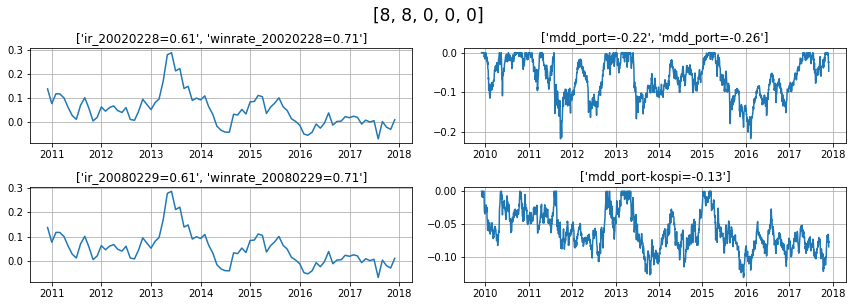 [8, 8, 0, 0, 0]
['ir_20020228=0.61', 'winrate_20020228=0.71']
0.3
0.2
0.1
0.0
2011 2012 2013 2014 2015 2016 2017 2018
['mdd_port=-0.22', 'mdd_port=-0.26']
0.0
−0.1
−0.2
2010 2011 2012 2013 2014 2015 2016 2017 2018
['ir_20080229=0.61', 'winrate_20080229=0.71']
0.3
0.2
0.1
0.0
2011 2012 2013 2014 2015 2016 2017 2018
['mdd_port-kospi=-0.13']
0.00
−0.05
−0.10
2010 2011 2012 2013 2014 2015 2016 2017 2018